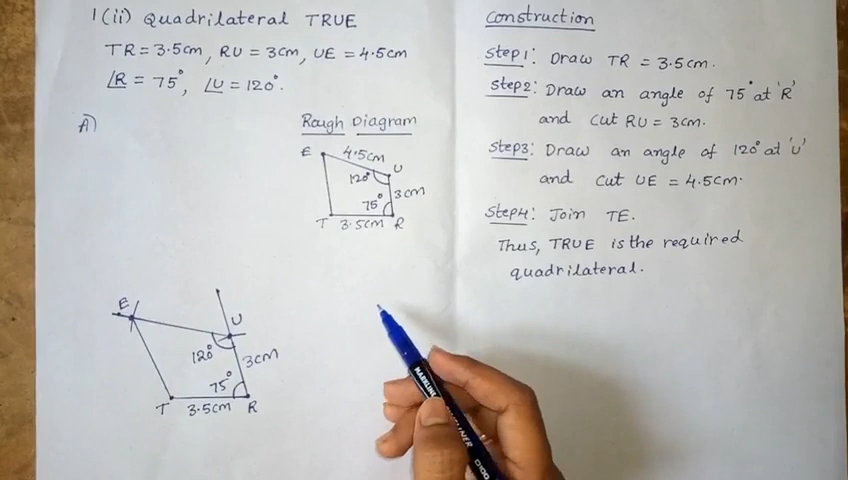 1(ii) Quadrilateral TRUE
TR = 3.5cm, RU = 3cm, UE = 4.5cm
∠R = 75°, ∠U = 120°.
A)
Rough Diagram
E 4.5cm U
120°
3cm
75°
T 3.5cm R
E
U
120°
3cm
75°
T 3.5cm R
Construction
Step1: Draw TR = 3.5cm.
Step2: Draw an angle of 75° at 'R'
and cut RU = 3cm.
Step3: Draw an angle of 120° at 'U'
and cut UE = 4.5cm.
Step4: Join TE.
Thus, TRUE is the required
quadrilateral.